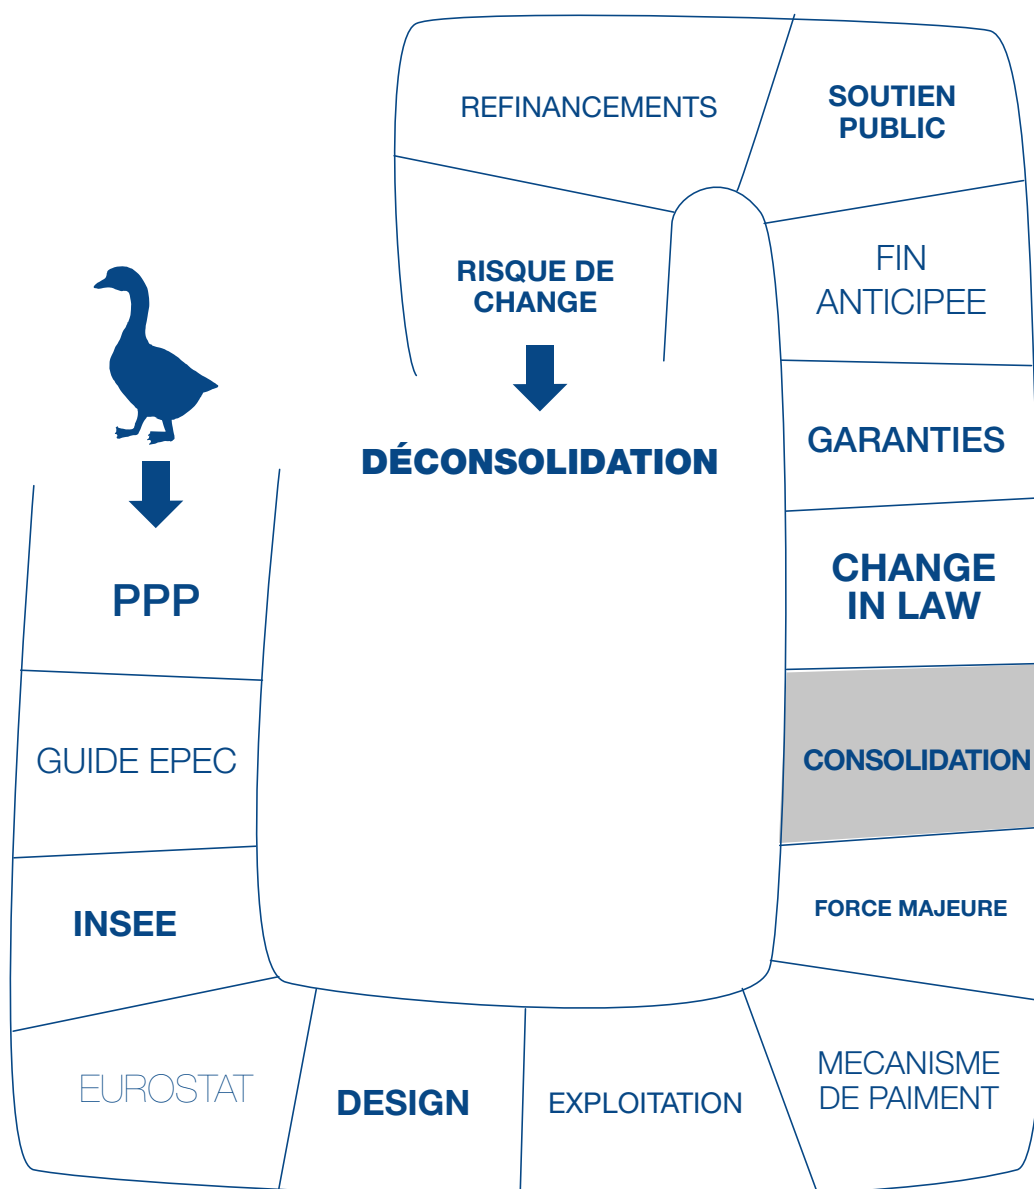 REFINANCEMENTS
SOUTIEN
PUBLIC
RISQUE DE
CHANGE
FIN
ANTICIPEE
DÉCONSOLIDATION
GARANTIES
PPP
CHANGE
IN LAW
GUIDE EPEC
CONSOLIDATION
INSEE
FORCE MAJEURE
EUROSTAT
DESIGN
EXPLOITATION
MECANISME
DE PAIMENT